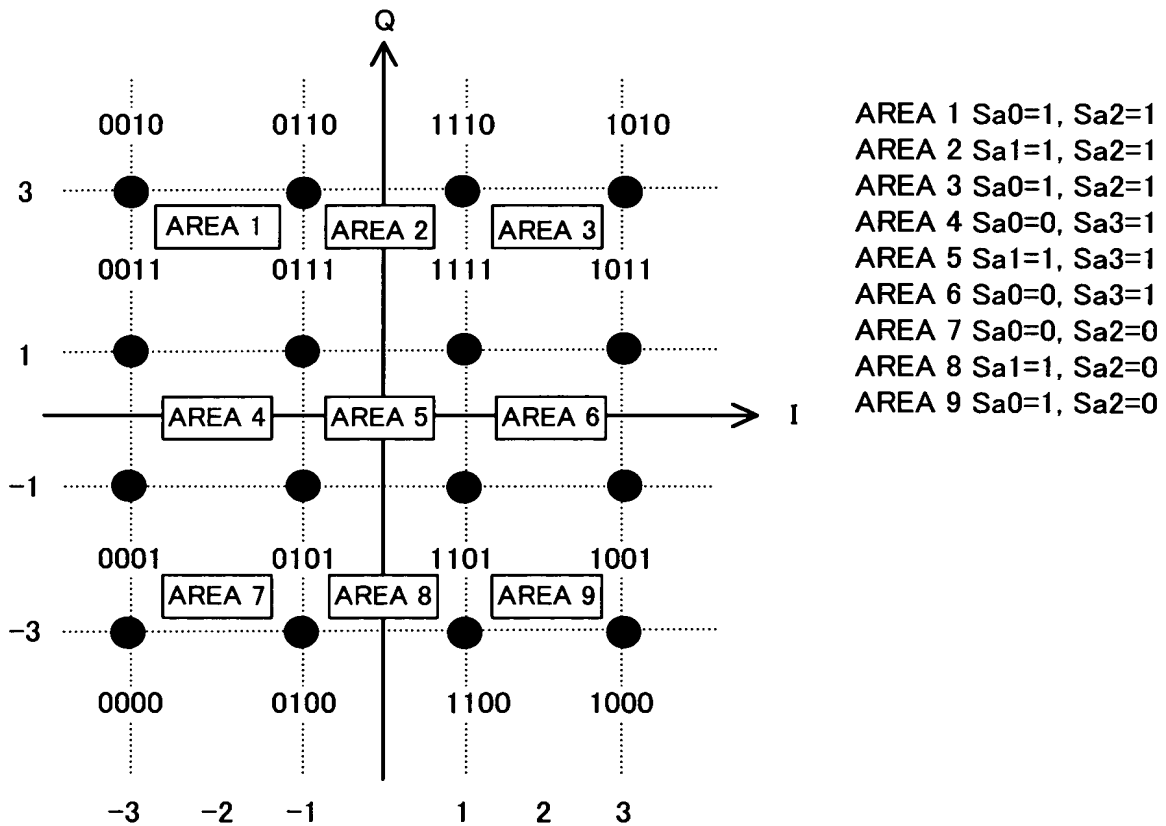 Q
0010 0110 1110 1010
3
AREA 1 AREA 2 AREA 3
0011 0111 1111 1011
1
AREA 4 AREA 5 AREA 6
I
-1
0001 0101 1101 1001
AREA 7 AREA 8 AREA 9
-3
0000 0100 1100 1000
-3 -2 -1 1 2 3
AREA 1 Sa0=1, Sa2=1
AREA 2 Sa1=1, Sa2=1
AREA 3 Sa0=1, Sa2=1
AREA 4 Sa0=0, Sa3=1
AREA 5 Sa1=1, Sa3=1
AREA 6 Sa0=0, Sa3=1
AREA 7 Sa0=0, Sa2=0
AREA 8 Sa1=1, Sa2=0
AREA 9 Sa0=1, Sa2=0